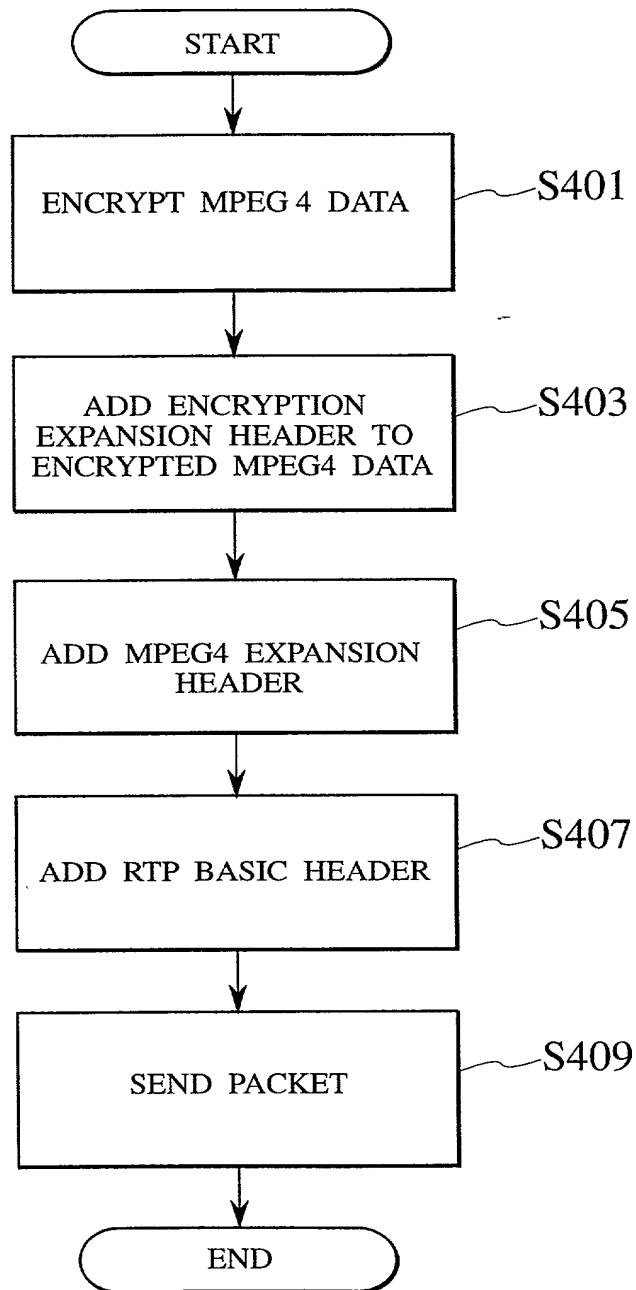 START
ENCRYPT MPEG 4 DATA
S401
ADD ENCRYPTION
EXPANSION HEADER TO
ENCRYPTED MPEG4 DATA
S403
ADD MPEG4 EXPANSION
HEADER
S405
ADD RTP BASIC HEADER
S407
SEND PACKET
S409
END